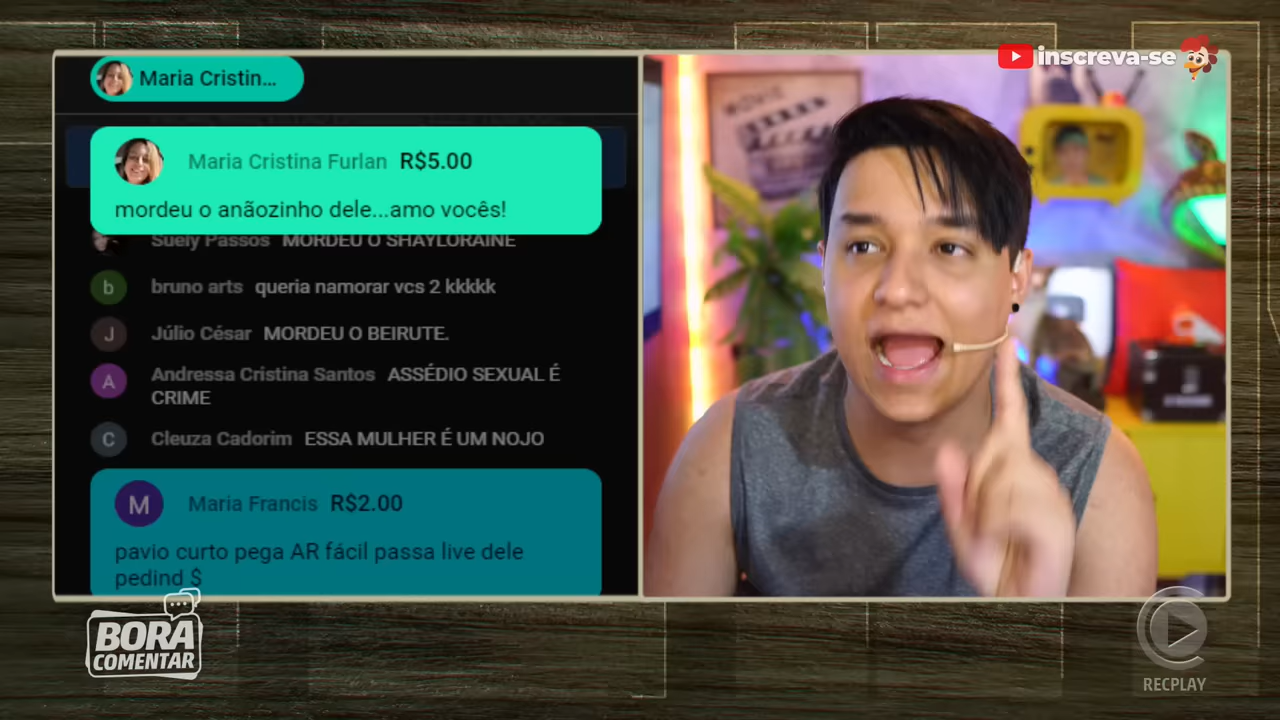 inscreva-se
Maria Cristin...
Maria Cristina Furlan R$5.00
mordeu o anãozinho dele...amo vocês!
Suely Passos MORDEU O SHAYLORAINE
b bruno arts queria namorar vcs 2 kkkkk
J Júlio César MORDEU O BEIRUTE.
A Andressa Cristina Santos ASSÉDIO SEXUAL É
CRIME
C Cleuza Cadorim ESSA MULHER É UM NOJO
M Maria Francis R$2.00
pavio curto pega AR fácil passa live dele
pedind $
MOVIE
BORA
COMENTAR
RECPLAY